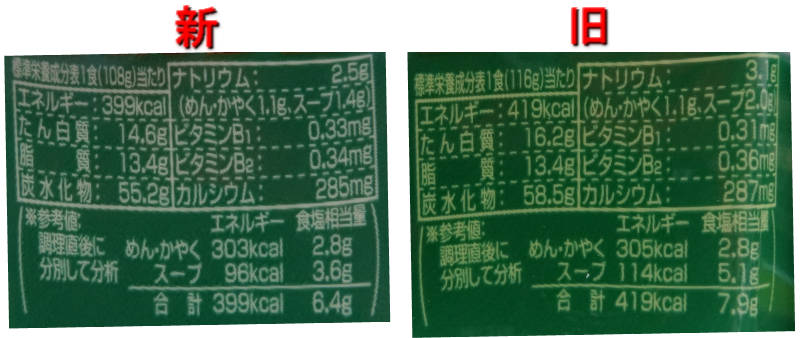 新
標準栄養成分表1食(108g)当たり
エネルギー:399kcal
たん白質: 14.6g
脂質: 13.4g
炭水化物: 55.2g
ナトリウム: 2.5g
(めん・かやく1.1g、スープ1.4g)
ビタミンB1: 0.33mg
ビタミンB2: 0.34mg
カルシウム: 285mg
※参考値:
調理直後に
分別して分析
エネルギー 食塩相当量
めん・かやく 303kcal 2.8g
スープ 96kcal 3.6g
合計 399kcal 6.4g
旧
標準栄養成分表1食(116g)当たり
エネルギー:419kcal
たん白質: 16.2g
脂質: 13.4g
炭水化物: 58.5g
ナトリウム:
(めん・かやく1.1g、スープ2.0g)
ビタミンB1: 0.31mg
ビタミンB2: 0.36mg
カルシウム: 287mg
※参考値:
調理直後に
分別して分析
エネルギー 食塩相当量
めん・かやく 305kcal 2.8g
スープ 114kcal 5.1g
合計 419kcal 7.9g